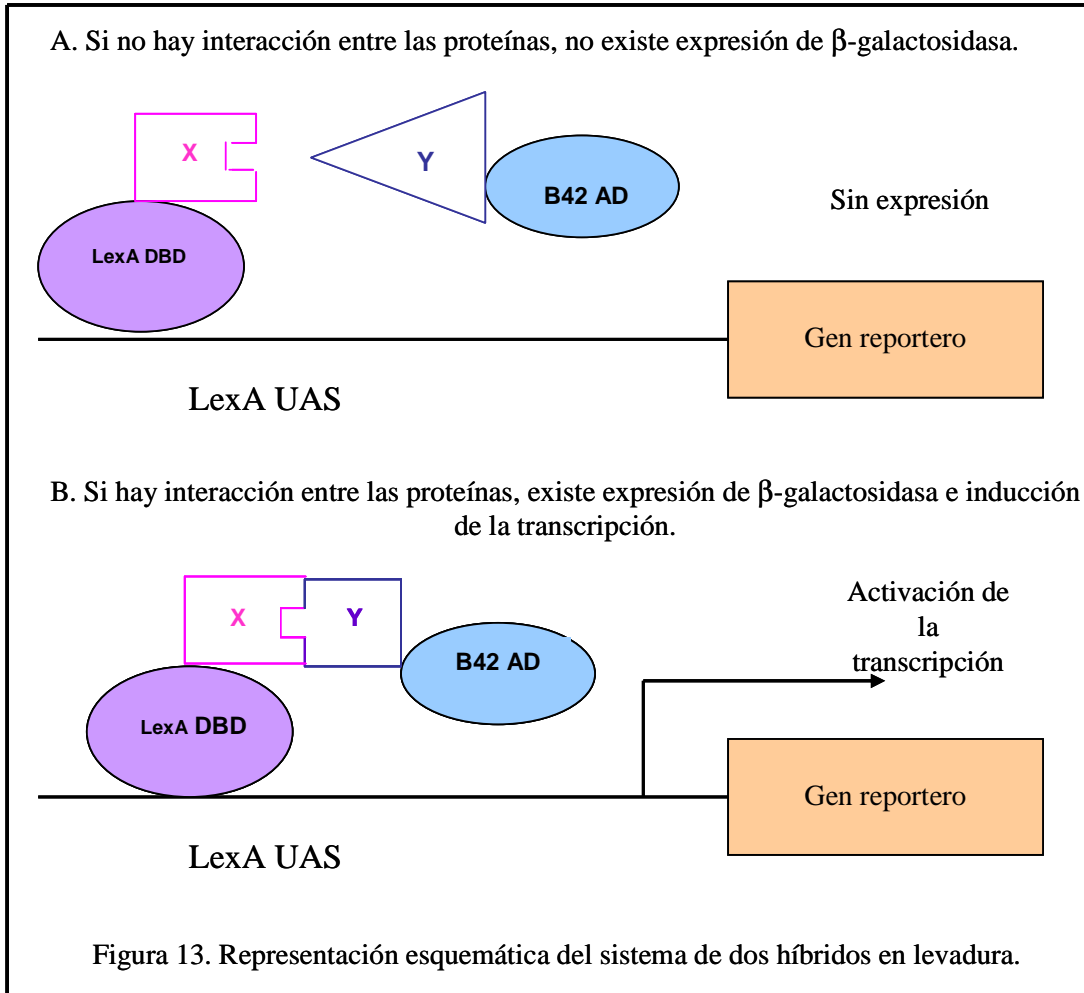 A. Si no hay interacción entre las proteínas, no existe expresión de β-galactosidasa.
X
Y
B42 AD
Sin expresión
LexA DBD
Gen reportero
LexA UAS
B. Si hay interacción entre las proteínas, existe expresión de β-galactosidasa e inducción
de la transcripción.
Activación de
la
transcripción
X
Y
B42 AD
LexA DBD
Gen reportero
LexA UAS
Figura 13. Representación esquemática del sistema de dos híbridos en levadura.